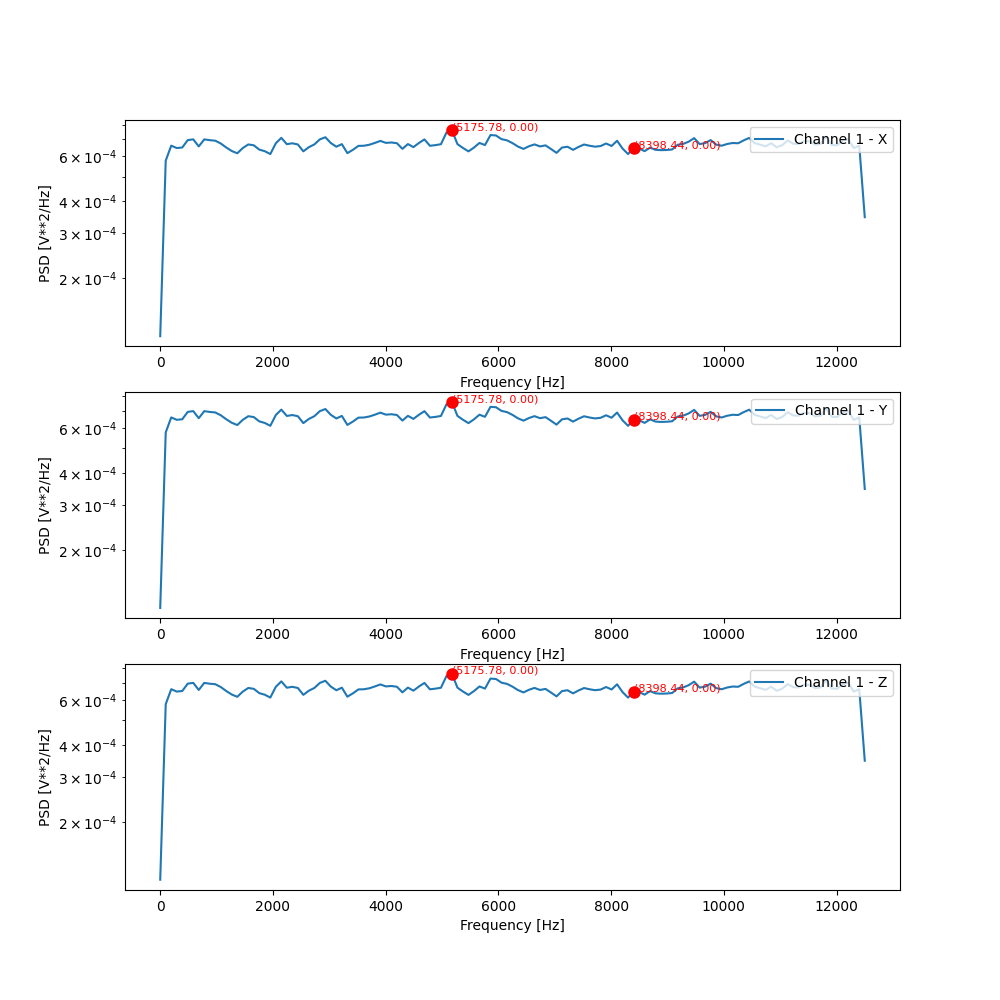 Channel 1 - X
(5175.78, 0.00)
(8398.44, 0.00)
6 × 10⁻⁴
4 × 10⁻⁴
3 × 10⁻⁴
2 × 10⁻⁴
PSD [V**2/Hz]
0 2000 4000 6000 8000 10000 12000
Frequency [Hz]
Channel 1 - Y
(5175.78, 0.00)
(8398.44, 0.00)
6 × 10⁻⁴
4 × 10⁻⁴
3 × 10⁻⁴
2 × 10⁻⁴
PSD [V**2/Hz]
0 2000 4000 6000 8000 10000 12000
Frequency [Hz]
Channel 1 - Z
(5175.78, 0.00)
(8398.44, 0.00)
6 × 10⁻⁴
4 × 10⁻⁴
3 × 10⁻⁴
2 × 10⁻⁴
PSD [V**2/Hz]
0 2000 4000 6000 8000 10000 12000
Frequency [Hz]